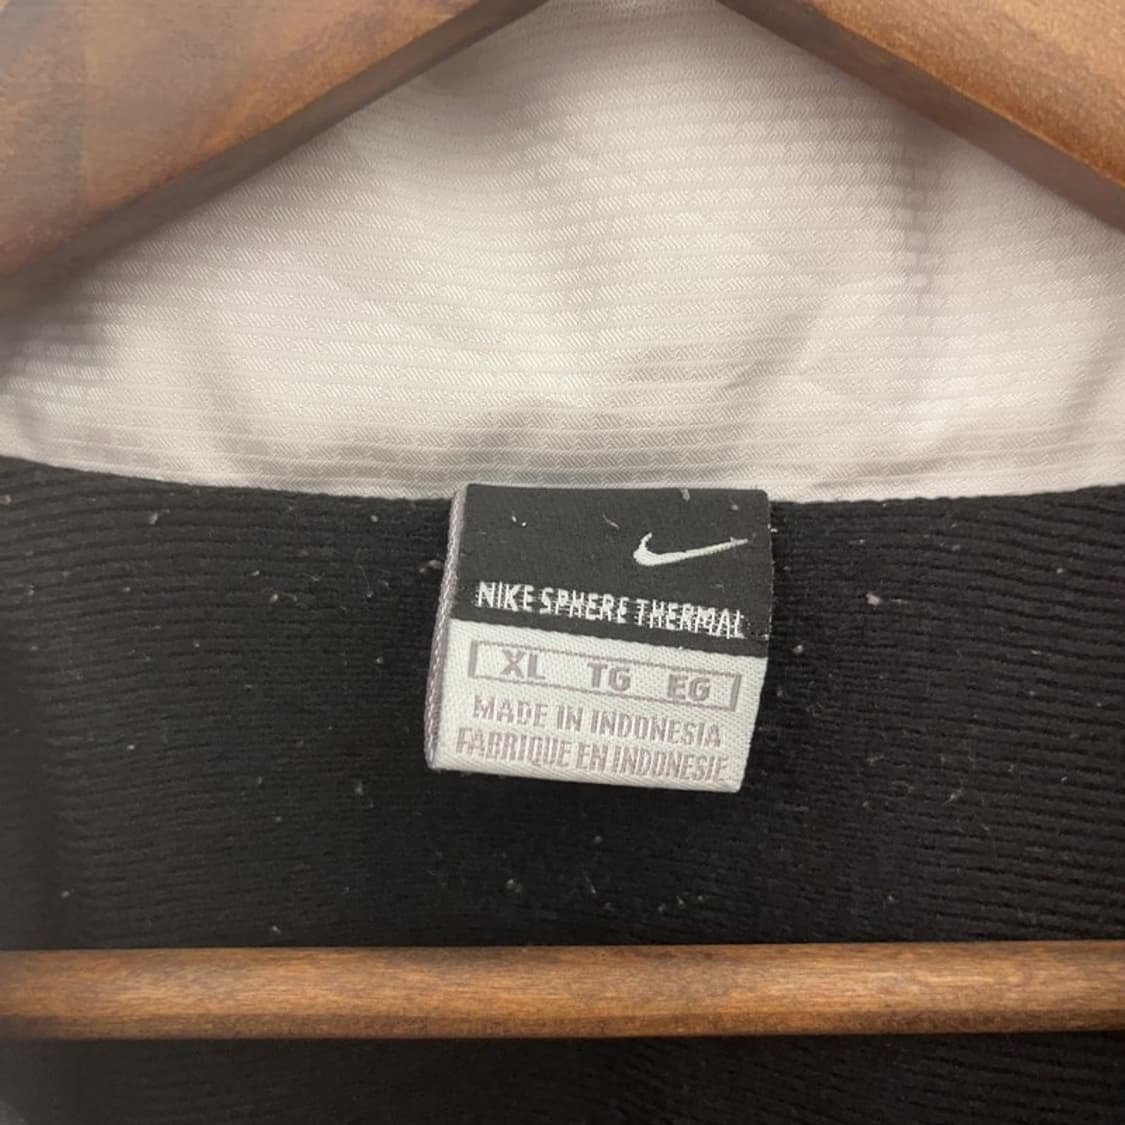 NIKE SPHERE THERMAL
XL TG EG
MADE IN INDONESIA
FABRIQUE EN INDONESIE